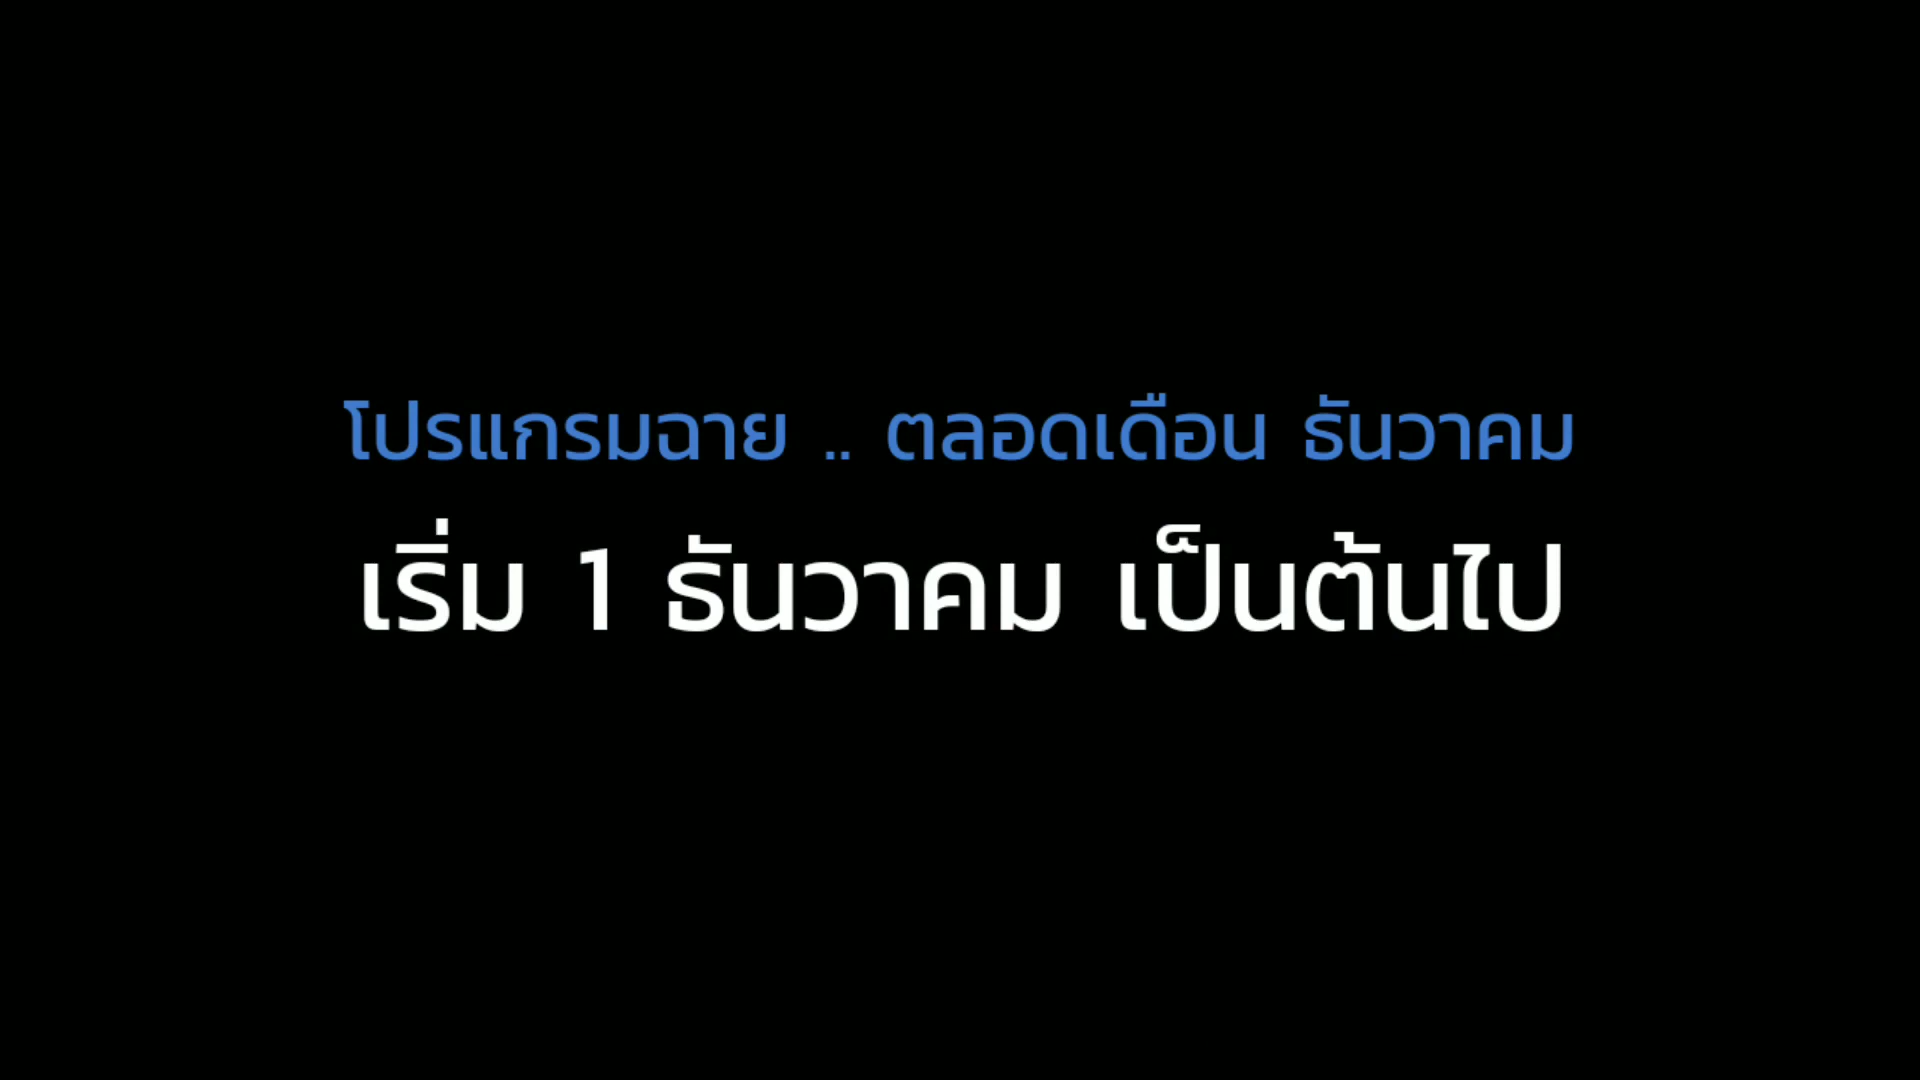 โปรแกรมฉาย .. ตลอดเดือน ธันวาคม
เริ่ม 1 ธันวาคม เป็นต้นไป